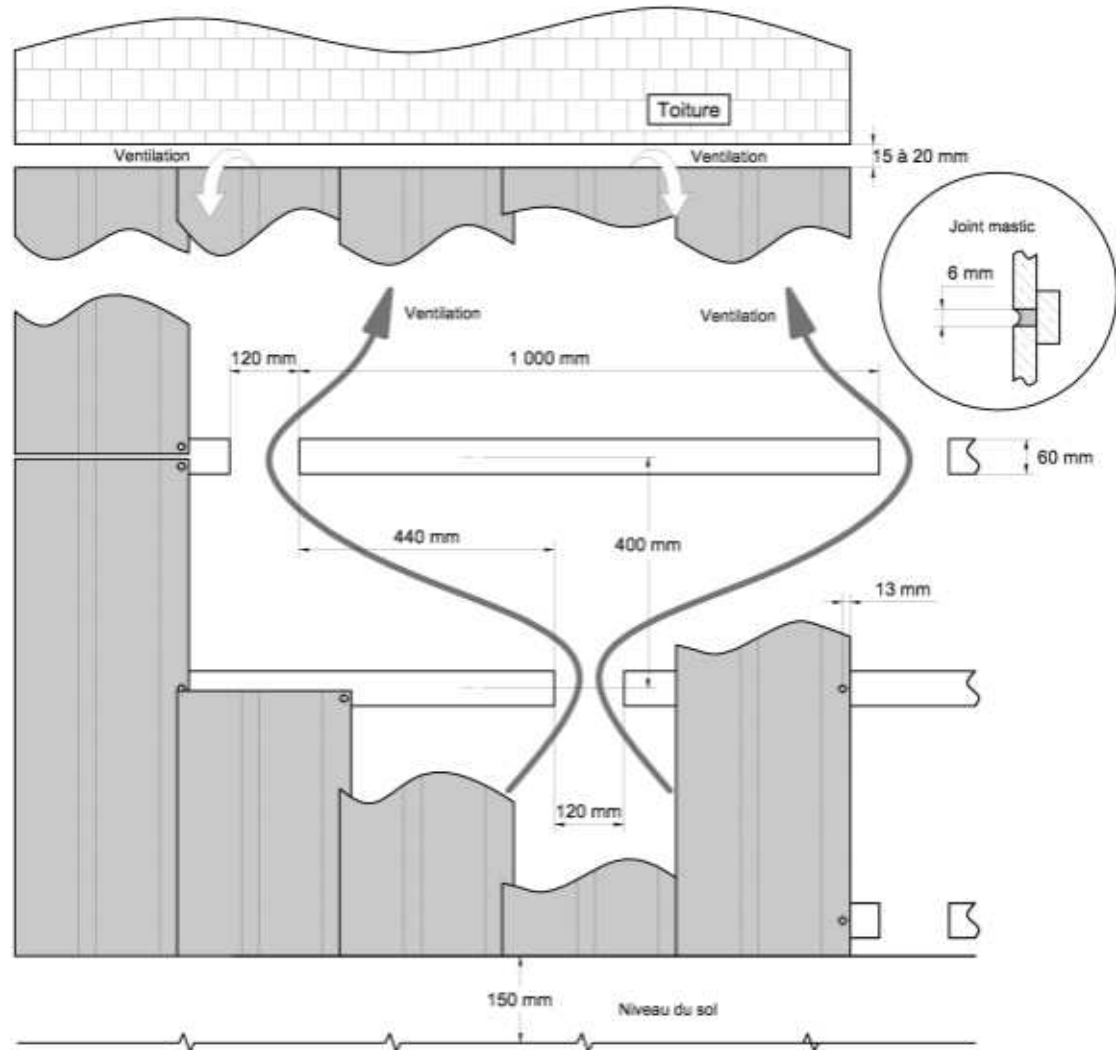 Toiture
Ventilation
Ventilation
15 à 20 mm
Joint mastic
6 mm
Ventilation
Ventilation
120 mm
1 000 mm
60 mm
440 mm
400 mm
13 mm
120 mm
150 mm
Niveau du sol